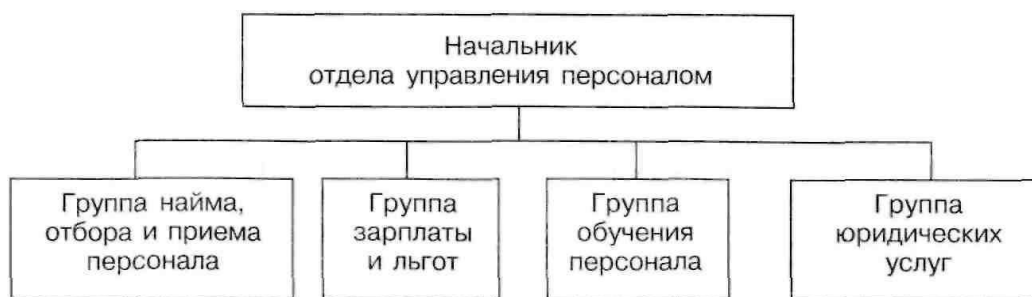 Начальник
отдела управления персоналом
Группа найма,
отбора и приема
персонала
Группа
зарплаты
и льгот
Группа
обучения
персонала
Группа
юридических
услуг